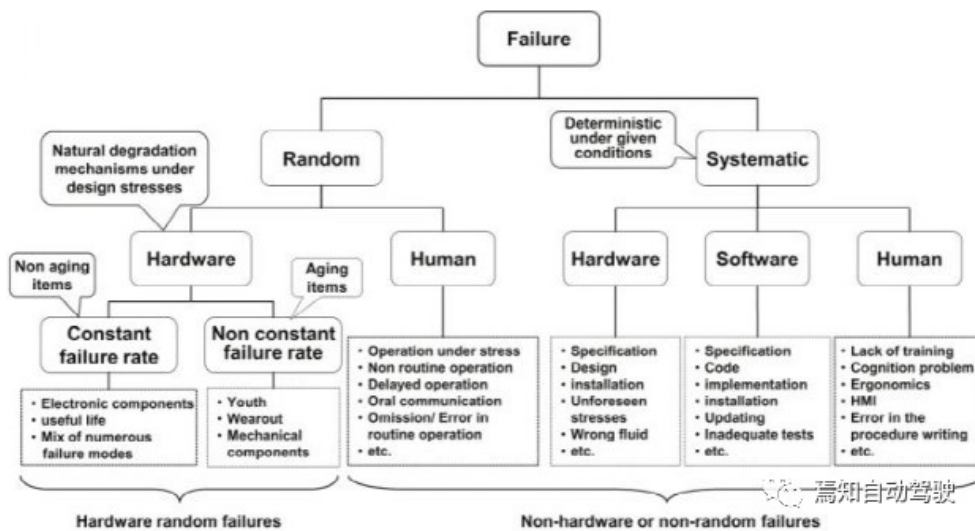 Failure
Random
Deterministic
under given
conditions
Systematic
Natural degradation
mechanisms under
design stresses
Hardware
Human
Hardware
Software
Human
Non aging
items
Aging
items
Constant
failure rate
Non constant
failure rate
• Electronic components
• useful life
• Mix of numerous
failure modes
• Youth
• Wearout
• Mechanical
components
• Operation under stress
• Non routine operation
• Delayed operation
• Oral communication
• Omission/ Error in
routine operation
• etc.
• Specification
• Design
• installation
• Unforeseen
stresses
• Wrong fluid
• etc.
• Specification
• Code
• implementation
• installation
• Updating
• Inadequate tests
• etc.
• Lack of training
• Cognition problem
• Ergonomics
• HMI
• Error in the
procedure writing
• etc.
焉知自动驾驶
Hardware random failures
Non-hardware or non-random failures